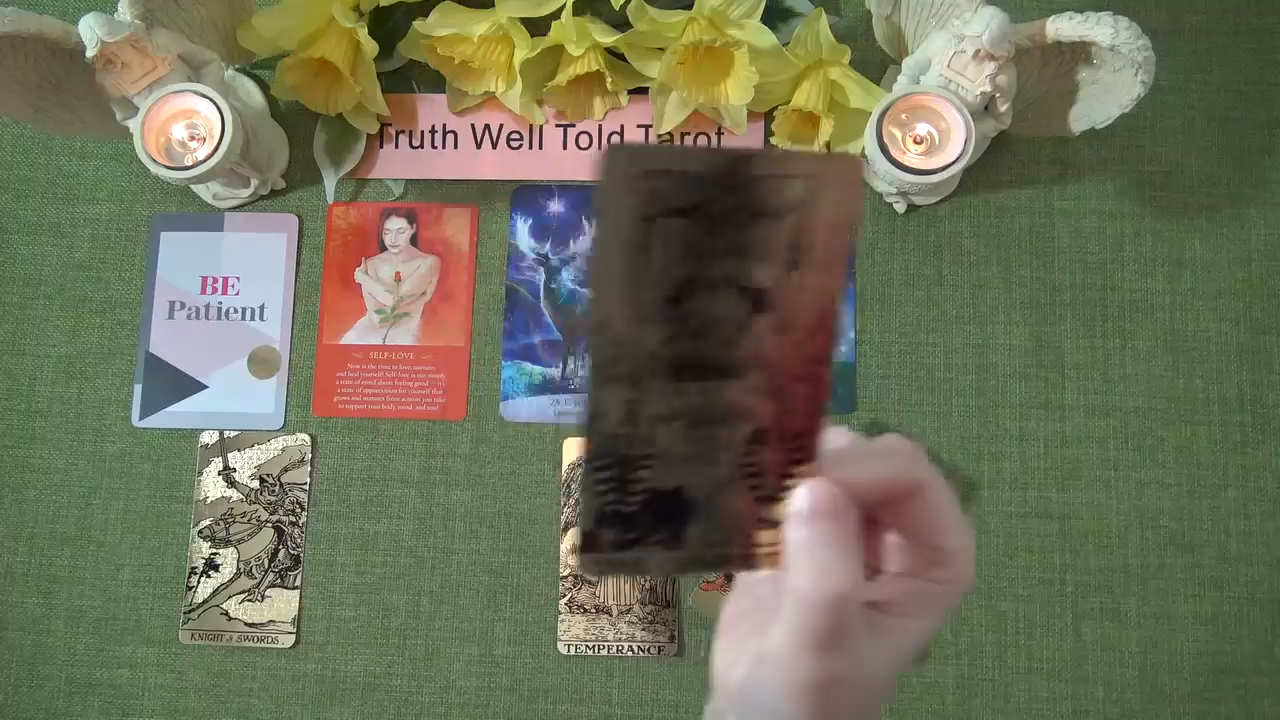 Truth Well Told Tarot
BE
Patient
SELF-LOVE
Now is the time to love, nurture,
and heal yourself! Self-love is not simply
a state of mind about feeling good — it's
a state of appreciation for yourself that
grows and matures from actions you take
to support your body, mind, and soul!
KNIGHT of SWORDS.
TEMPERANCE.